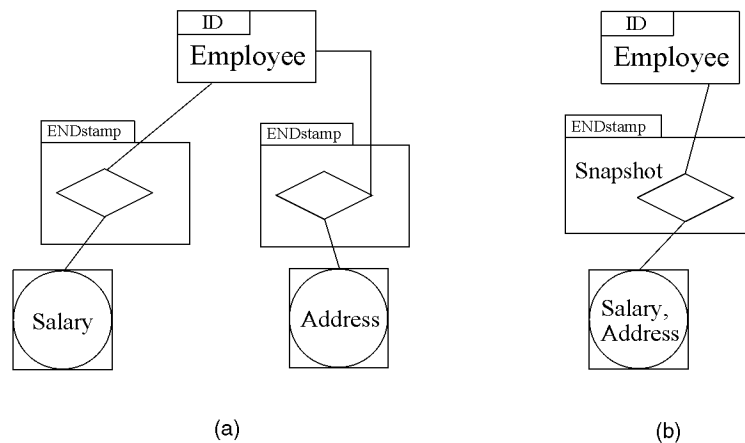 ID
Employee
ENDstamp
ENDstamp
Salary
Address
(a)
ID
Employee
ENDstamp
Snapshot
Salary,
Address
(b)